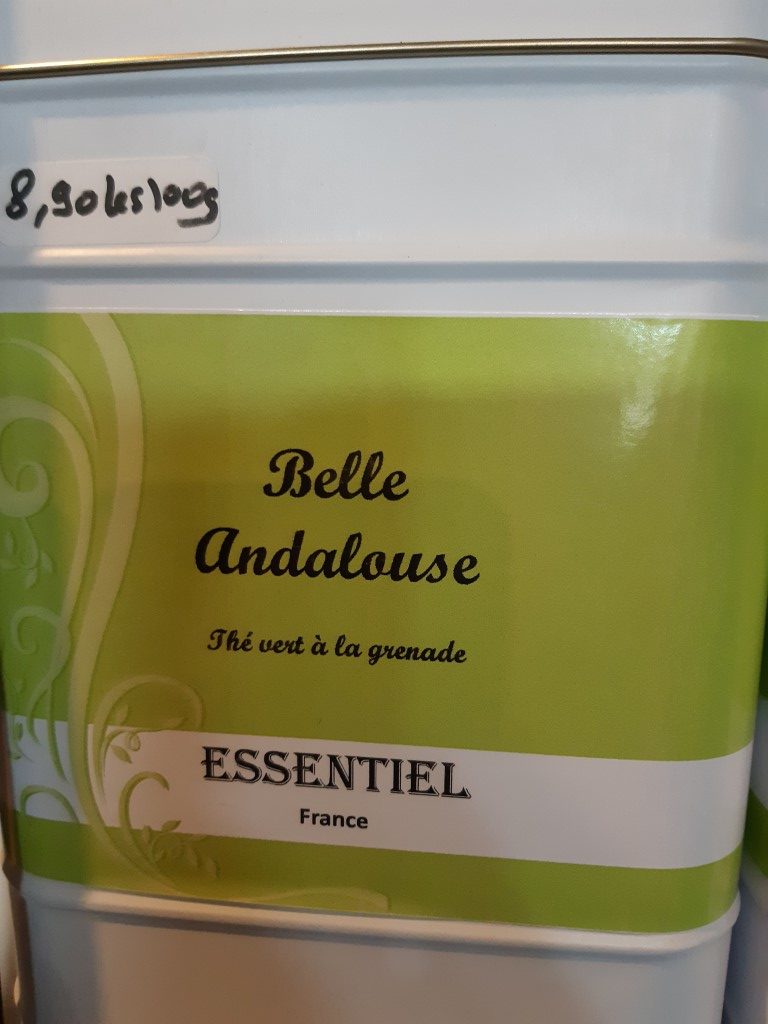 8,90 les 100g
Belle
Andalouse
Thé vert à la grenade
ESSENTIEL
France